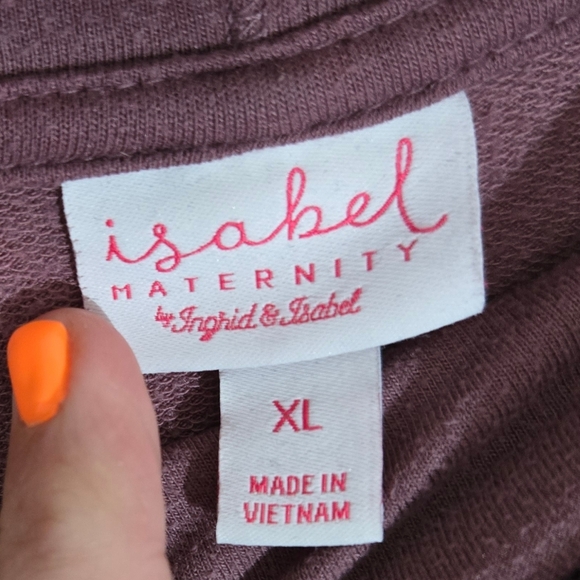 isabel
MATERNITY
by Ingrid & Isabel
XL
MADE IN
VIETNAM